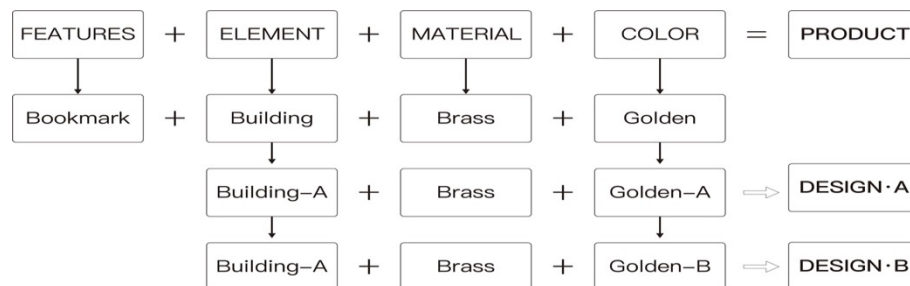 FEATURES + ELEMENT + MATERIAL + COLOR = PRODUCT
Bookmark + Building + Brass + Golden
Building-A + Brass + Golden-A ⇒ DESIGN·A
Building-A + Brass + Golden-B ⇒ DESIGN·B